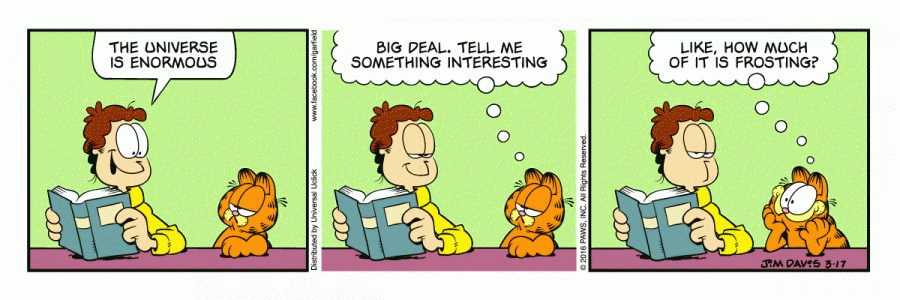 THE UNIVERSE
IS ENORMOUS
www.facebook.com/garfield
Distributed by Universal Uclick
BIG DEAL. TELL ME
SOMETHING INTERESTING
© 2016 PAWS, INC. All Rights Reserved.
LIKE, HOW MUCH
OF IT IS FROSTING?
JIM DAVIS 3-17